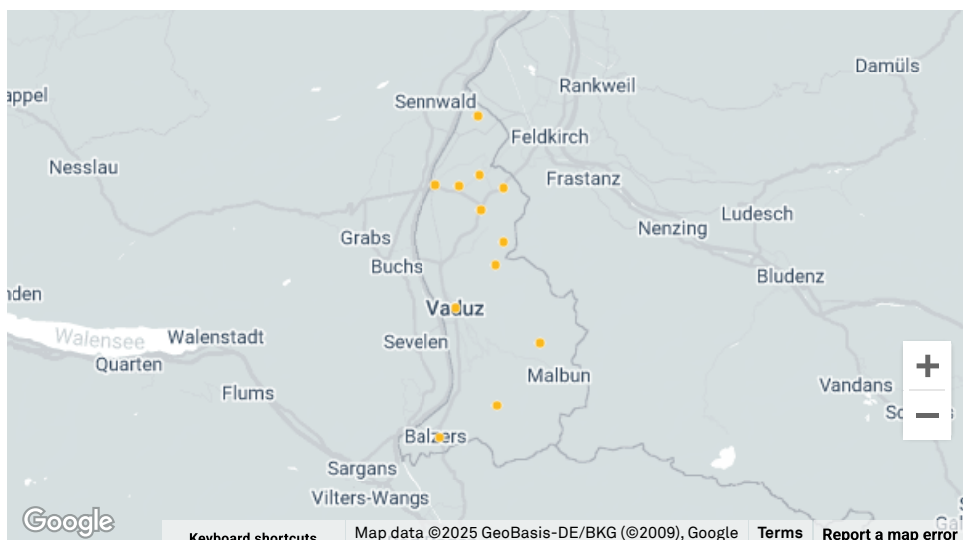 Damüls
Rankweil
appel
Sennwald
Feldkirch
Nesslau
Frastanz
Ludesch
Nenzing
Grabs
Buchs
Bludenz
nden
Vaduz
Walensee
Walenstadt
Sevelen
Quarten
Malbun
Vandans
Flums
Balzers
Sargans
Vilters-Wangs
Google
Keyboard shortcuts
Map data ©2025 GeoBasis-DE/BKG (©2009), Google
Terms
Report a map error